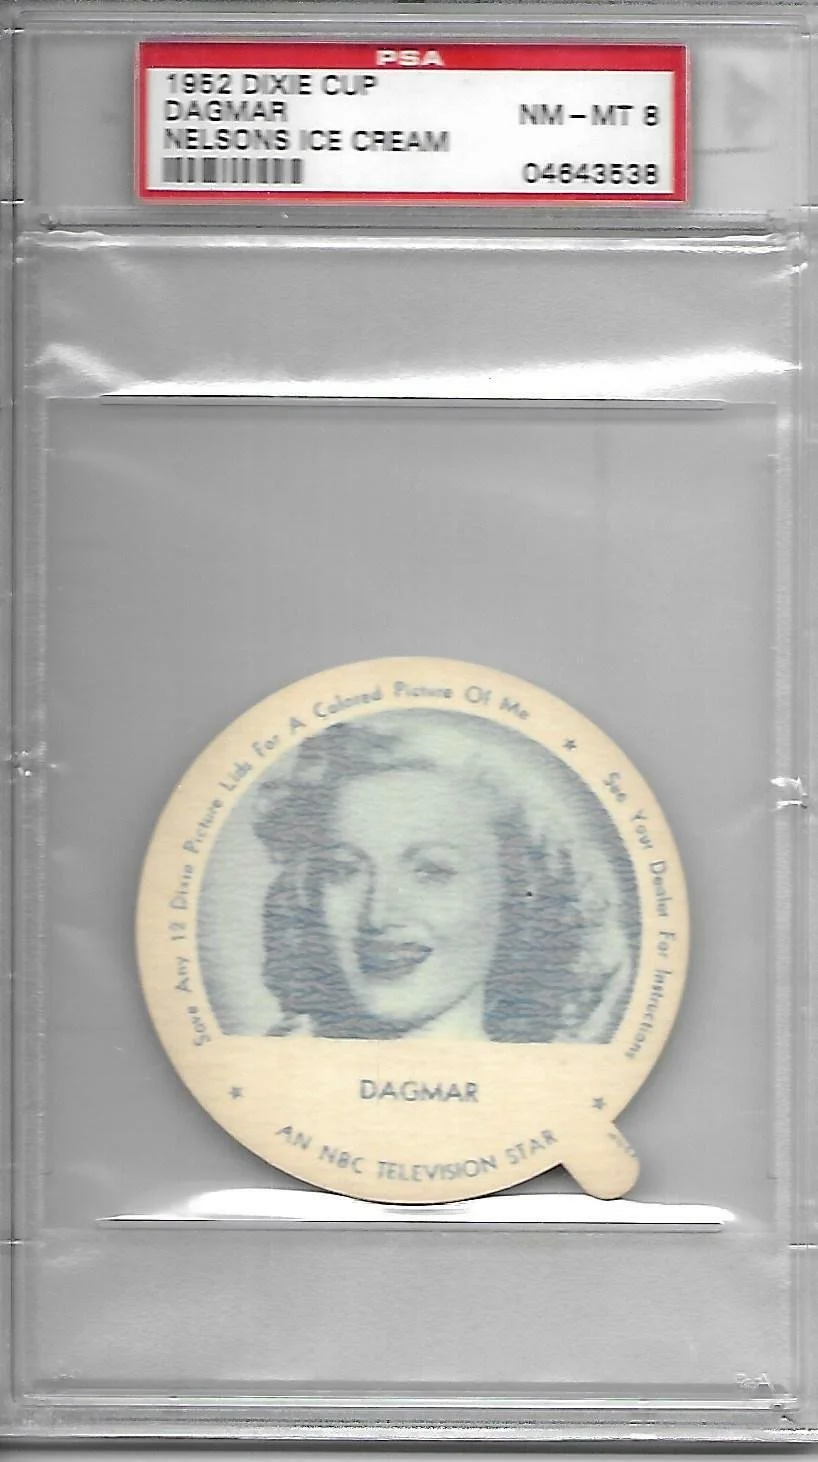 PSA
1952 DIXIE CUP
DAGMAR NM-MT 8
NELSONS ICE CREAM
04643538
Save Any 12 Dixie Picture Lids For A Colored Picture Of Me ★ See Your Dealer For Instructions
DAGMAR
★ AN NBC TELEVISION STAR ★
PSA